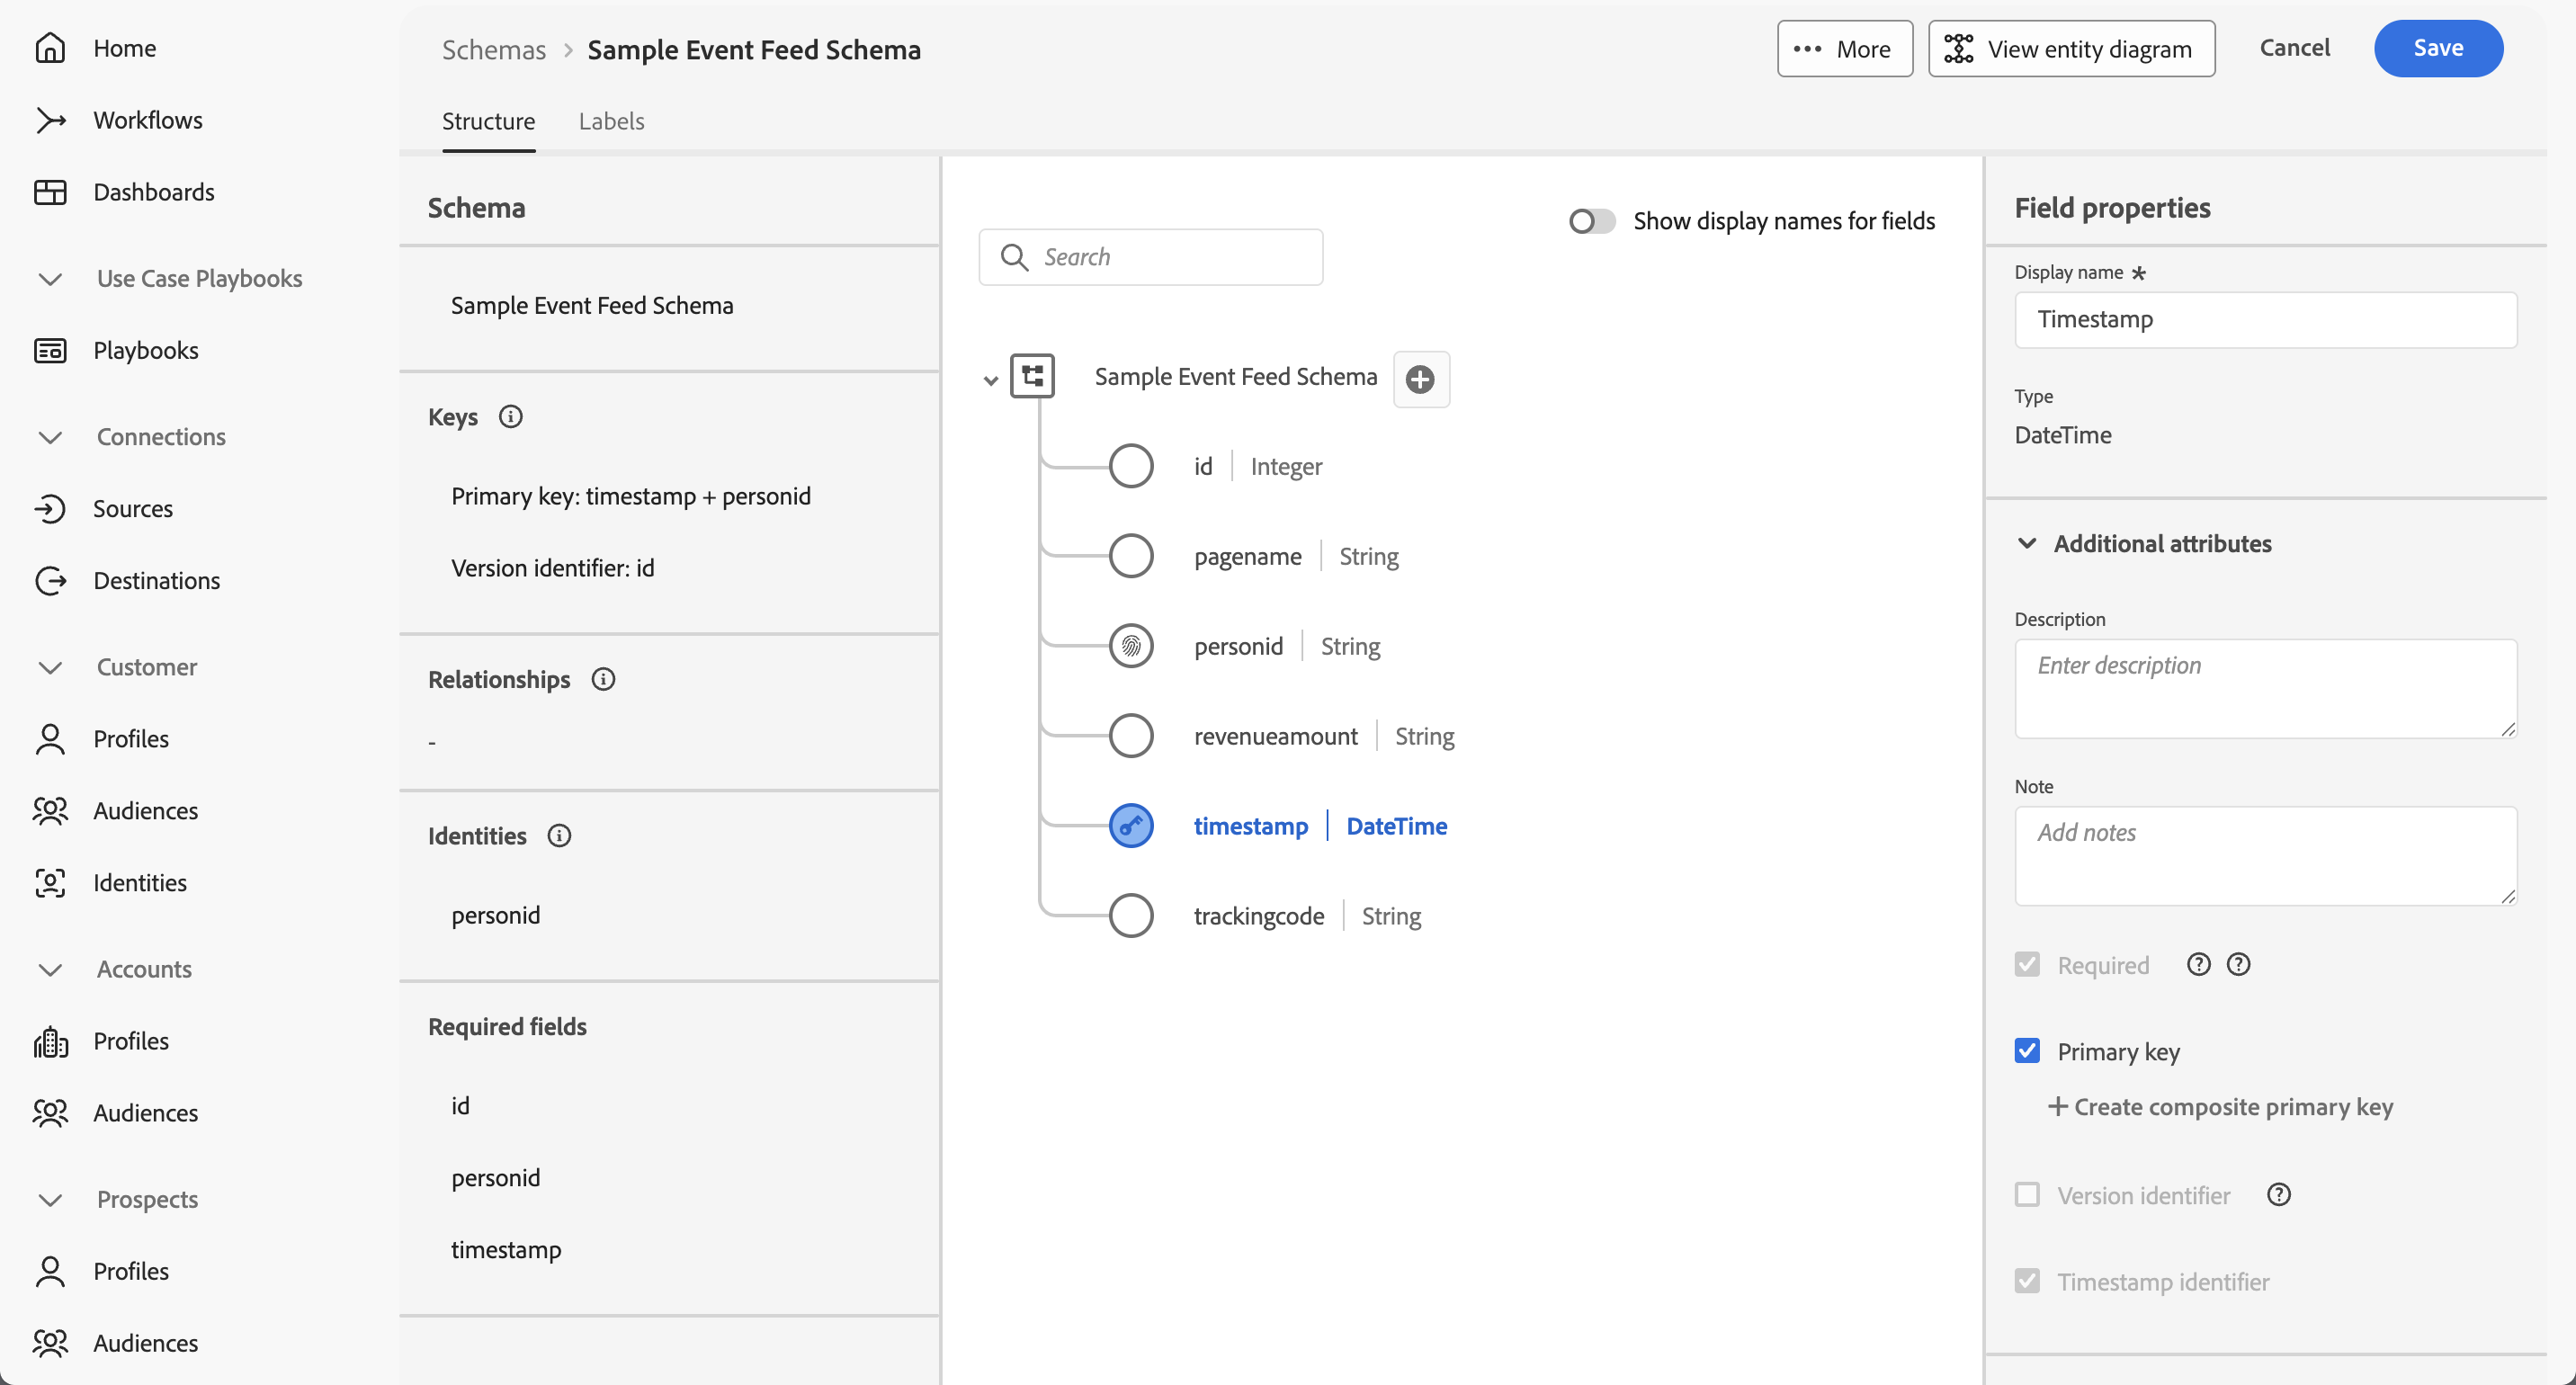 Home
Workflows
Dashboards
Use Case Playbooks
Playbooks
Connections
Sources
Destinations
Customer
Profiles
Audiences
Identities
Accounts
Profiles
Audiences
Prospects
Profiles
Audiences
Schemas > Sample Event Feed Schema
••• More
View entity diagram
Cancel
Save
Structure
Labels
Schema
Sample Event Feed Schema
Keys
Primary key: timestamp + personid
Version identifier: id
Relationships
-
Identities
personid
Required fields
id
personid
timestamp
Search
Show display names for fields
Sample Event Feed Schema
id | Integer
pagename | String
personid | String
revenueamount | String
timestamp | DateTime
trackingcode | String
Field properties
Display name *
Timestamp
Type
DateTime
Additional attributes
Description
Enter description
Note
Add notes
Required
Primary key
+ Create composite primary key
Version identifier
Timestamp identifier